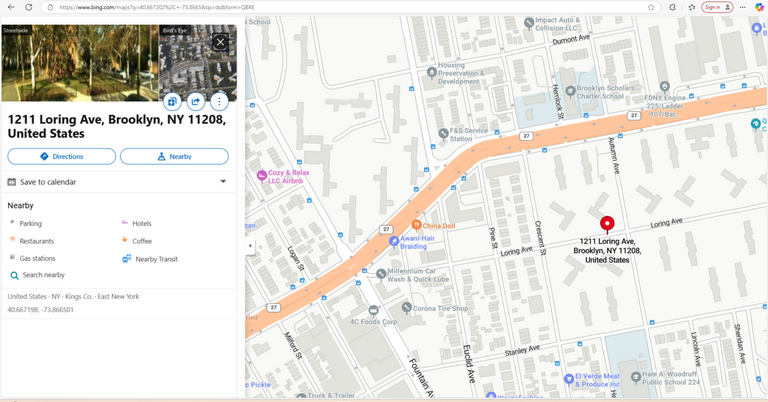 https://www.bing.com/maps?q=40.667202%2C+-73.8665&qs=ds&form=QBRE
Sign in
Streetside
Bird's Eye
1211 Loring Ave, Brooklyn, NY 11208,
United States
Directions
Nearby
Save to calendar
Nearby
Parking
Hotels
Restaurants
Coffee
Gas stations
Nearby Transit
Search nearby
United States · NY · Kings Co. · East New York
40.667198, -73.866501
School
Impact Auto &
Collision LLC
Dumont Ave
Housing
Preservation &
Development
Hemlock St
Brooklyn Scholars
Charter School
FDNY Engine
225/Ladder
107/Bat
27
27
F&S Service
Station
Autumn Ave
Cozy & Relax
LLC Airbnb
27
China Doll
Awani Hair
Braiding
Pine St
Crescent St
Loring Ave
Loring Ave
1211 Loring Ave,
Brooklyn, NY 11208,
United States
Logan St
Millennium Car
Wash & Quick Lube
27
4C Foods Corp
Corona Tire Shop
Milford St
Fountain Av
Euclid Ave
Stanley Ave
Lincoln Ave
Sheridan Ave
El Verde Meat
& Produce Inc
Hale A. Woodruff
Public School 224
c Pickle
Truck & Trailer